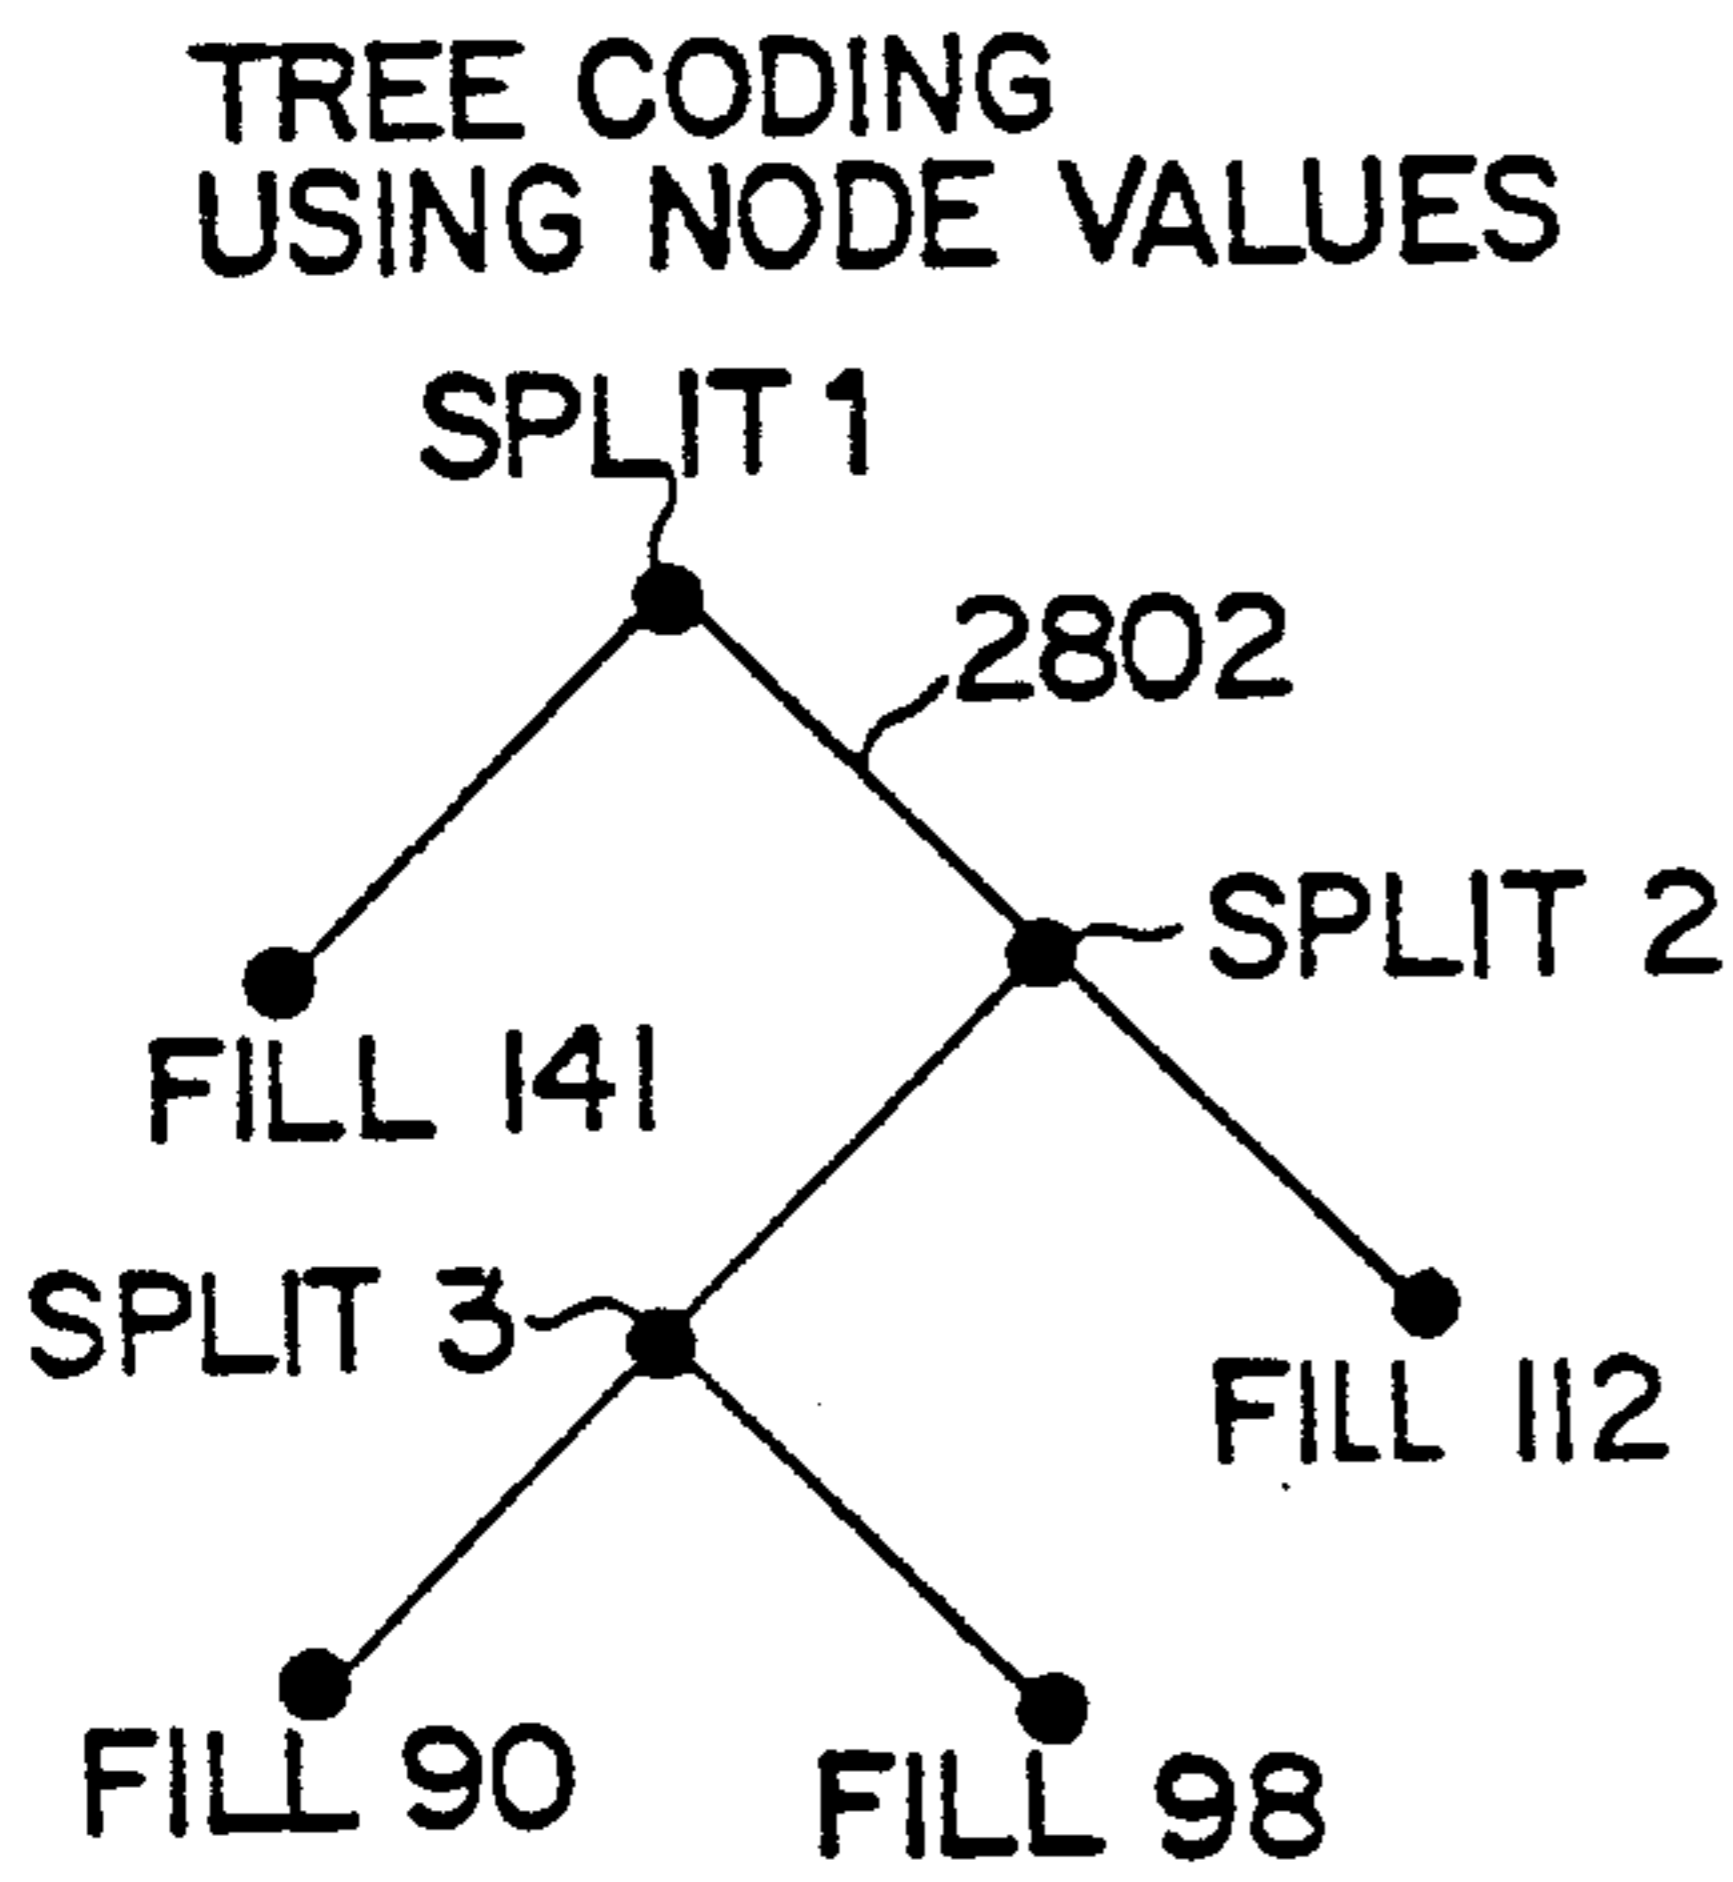 TREE CODING
USING NODE VALUES
SPLIT 1
2802
SPLIT 2
FILL 141
SPLIT 3
FILL 112
FILL 90
FILL 98